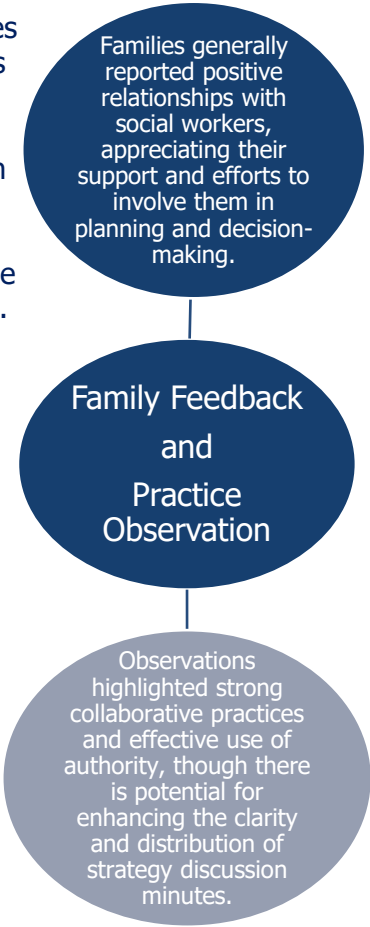 es
s
n
e
.
Families generally
reported positive
relationships with
social workers,
appreciating their
support and efforts to
involve them in
planning and decision-
making.
Family Feedback
and
Practice
Observation
Observations
highlighted strong
collaborative practices
and effective use of
authority, though there
is potential for
enhancing the clarity
and distribution of
strategy discussion
minutes.